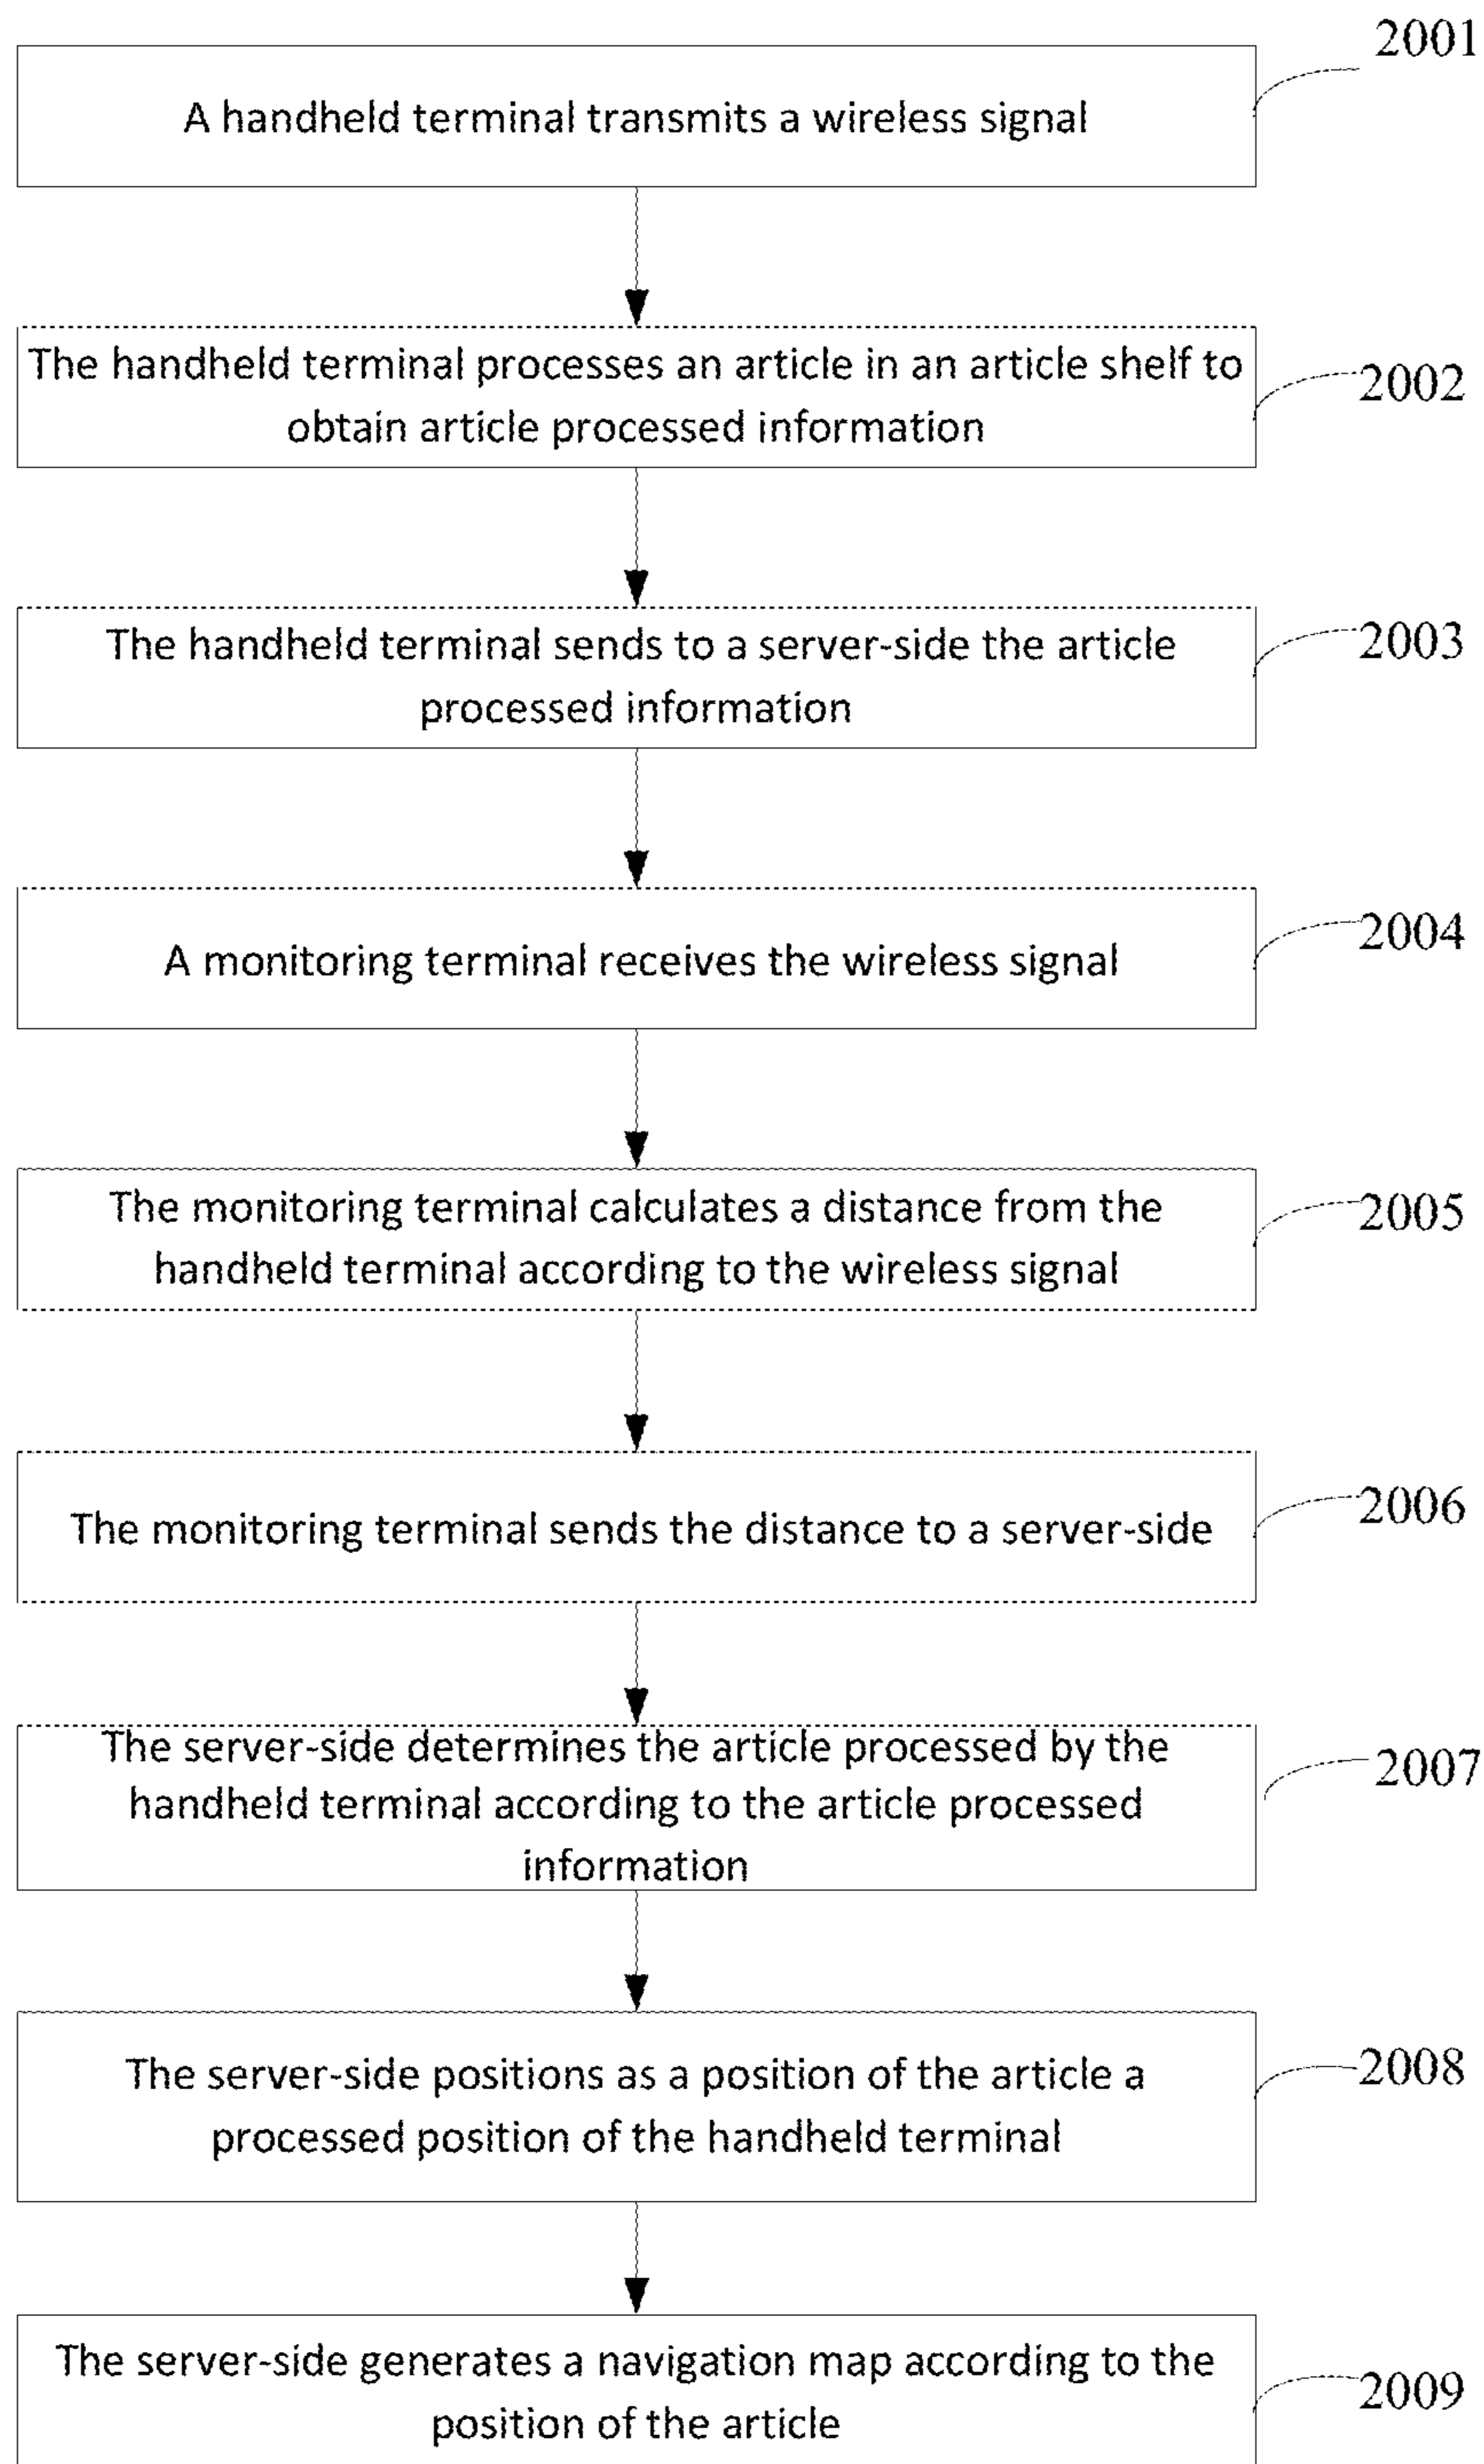 2001
A handheld terminal transmits a wireless signal
The handheld terminal processes an article in an article shelf to
obtain article processed information
2002
The handheld terminal sends to a server-side the article
processed information
2003
A monitoring terminal receives the wireless signal
2004
The monitoring terminal calculates a distance from the
handheld terminal according to the wireless signal
2005
The monitoring terminal sends the distance to a server-side
2006
The server-side determines the article processed by the
handheld terminal according to the article processed
information
2007
The server-side positions as a position of the article a
processed position of the handheld terminal
2008
The server-side generates a navigation map according to the
position of the article
2009